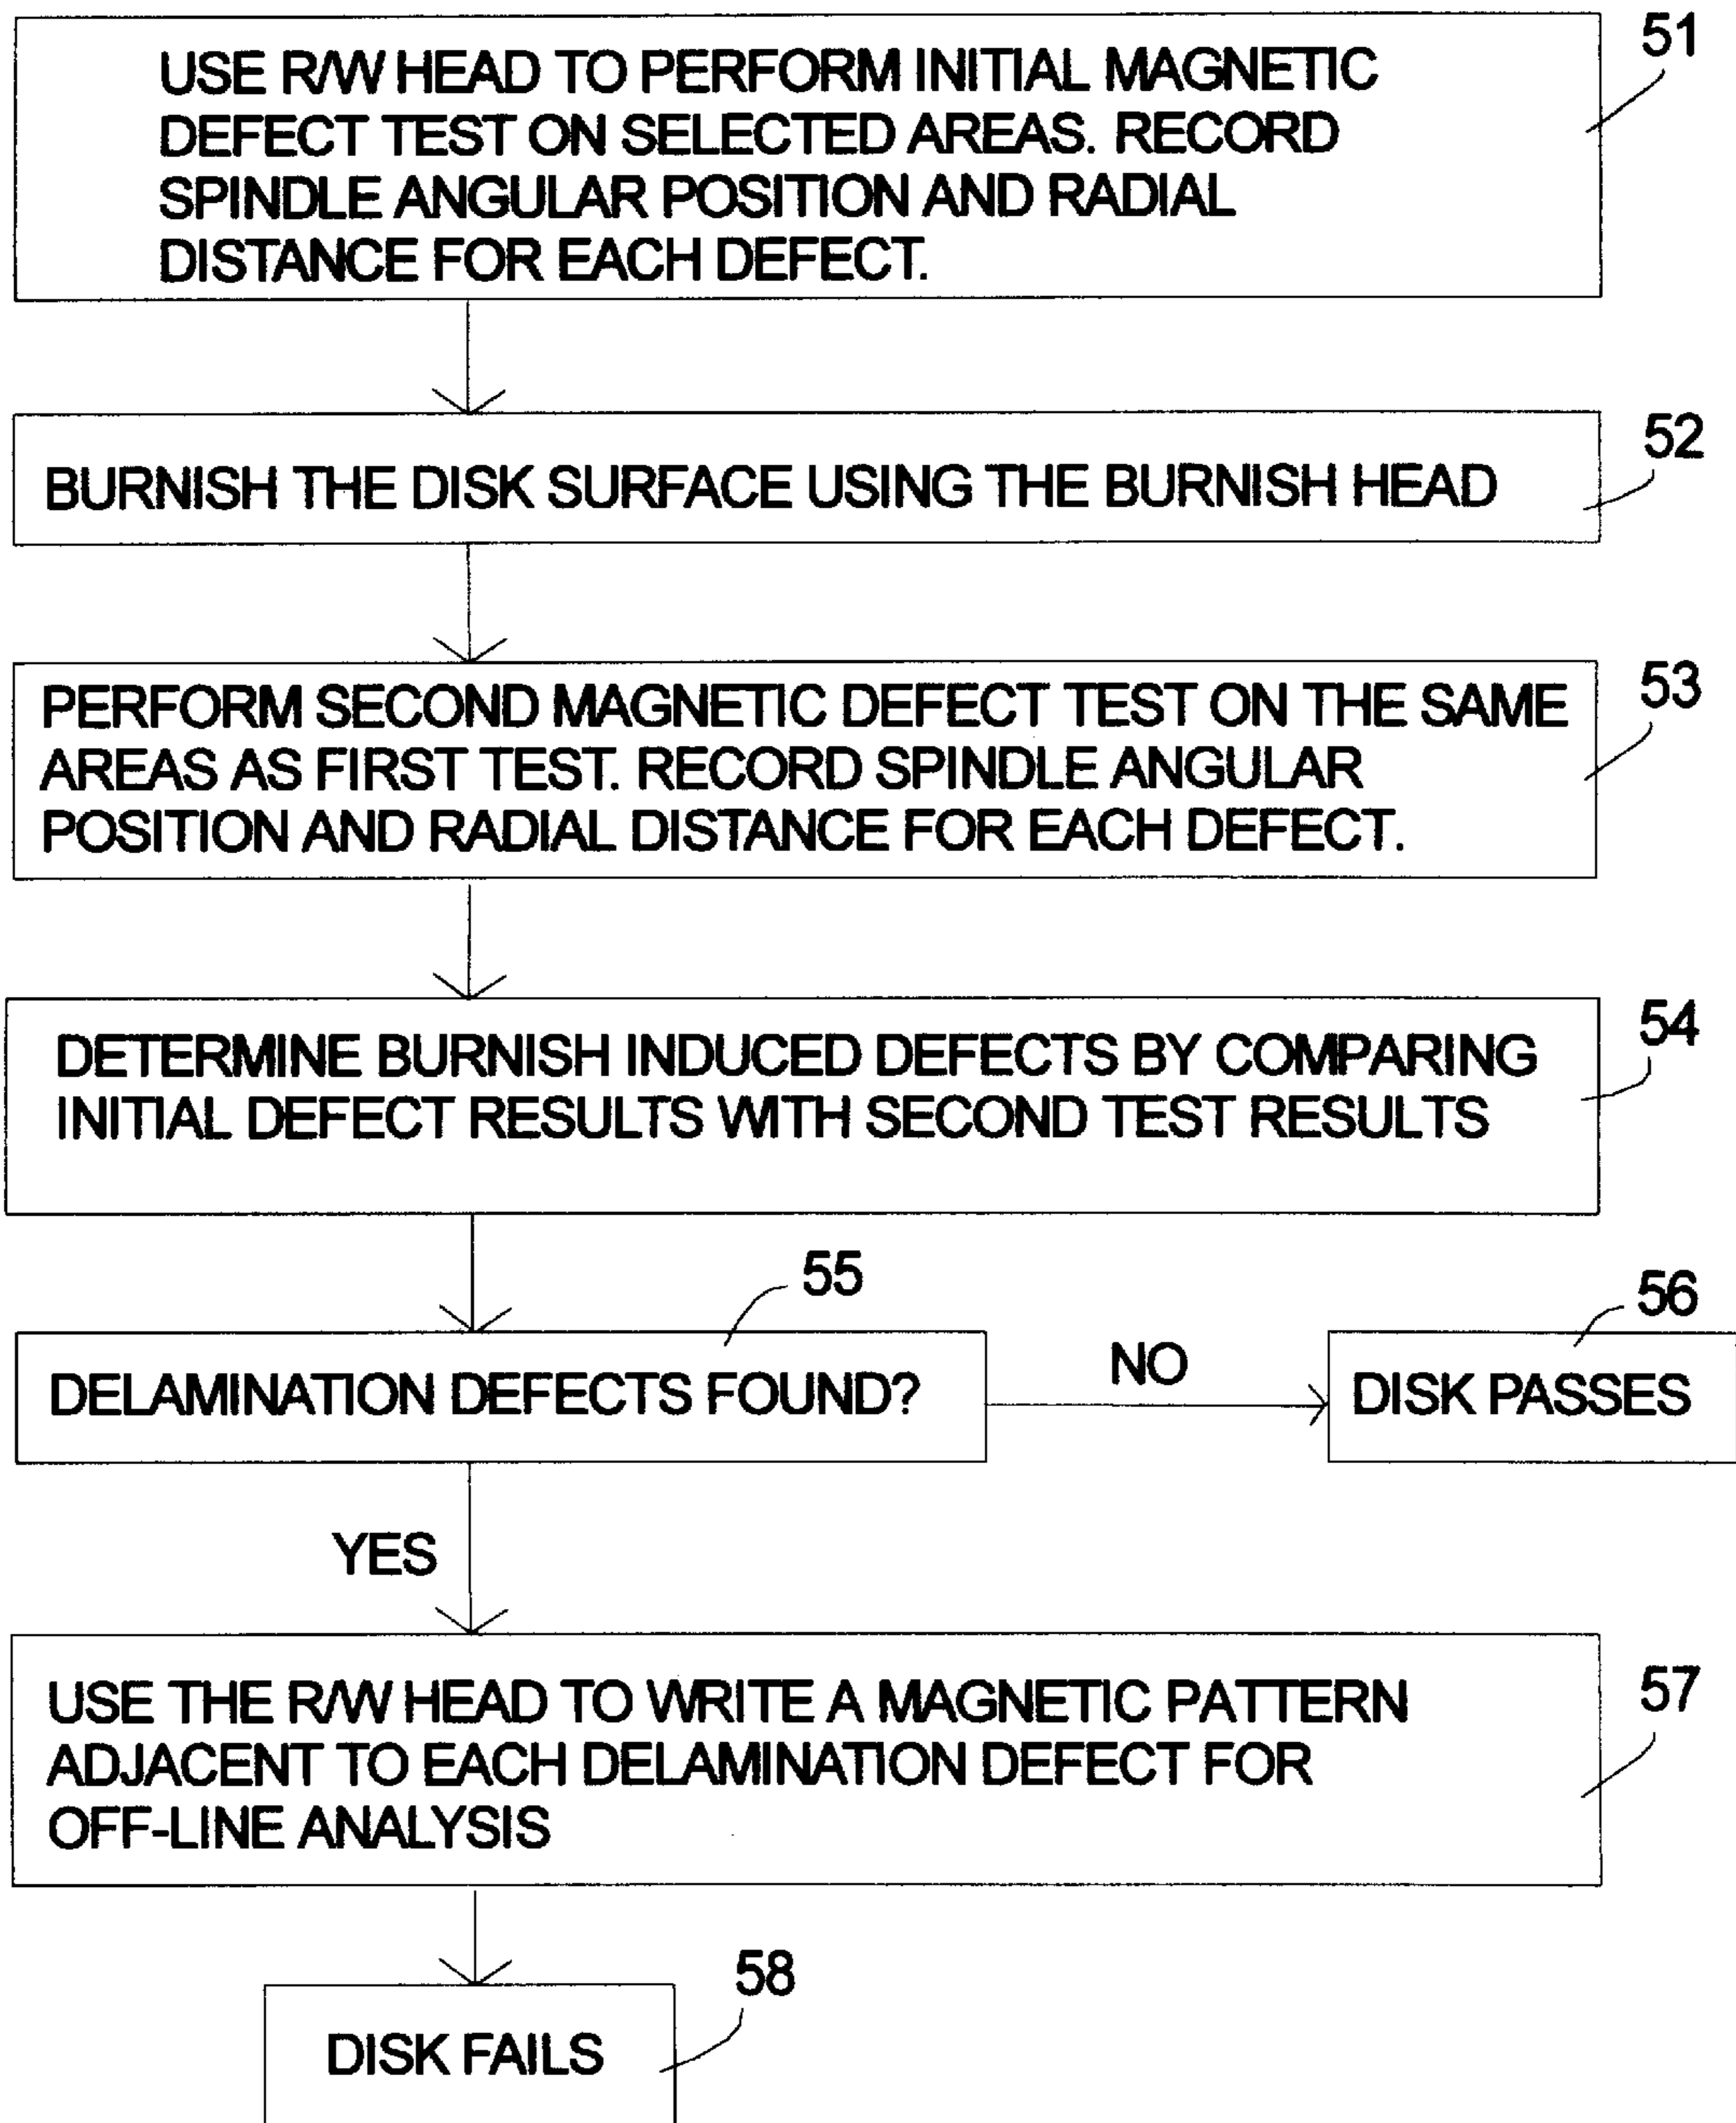 51
USE R/W HEAD TO PERFORM INITIAL MAGNETIC
DEFECT TEST ON SELECTED AREAS. RECORD
SPINDLE ANGULAR POSITION AND RADIAL
DISTANCE FOR EACH DEFECT.
52
BURNISH THE DISK SURFACE USING THE BURNISH HEAD
53
PERFORM SECOND MAGNETIC DEFECT TEST ON THE SAME
AREAS AS FIRST TEST. RECORD SPINDLE ANGULAR
POSITION AND RADIAL DISTANCE FOR EACH DEFECT.
54
DETERMINE BURNISH INDUCED DEFECTS BY COMPARING
INITIAL DEFECT RESULTS WITH SECOND TEST RESULTS
55
56
DELAMINATION DEFECTS FOUND?
NO
DISK PASSES
YES
57
USE THE R/W HEAD TO WRITE A MAGNETIC PATTERN
ADJACENT TO EACH DELAMINATION DEFECT FOR
OFF-LINE ANALYSIS
58
DISK FAILS